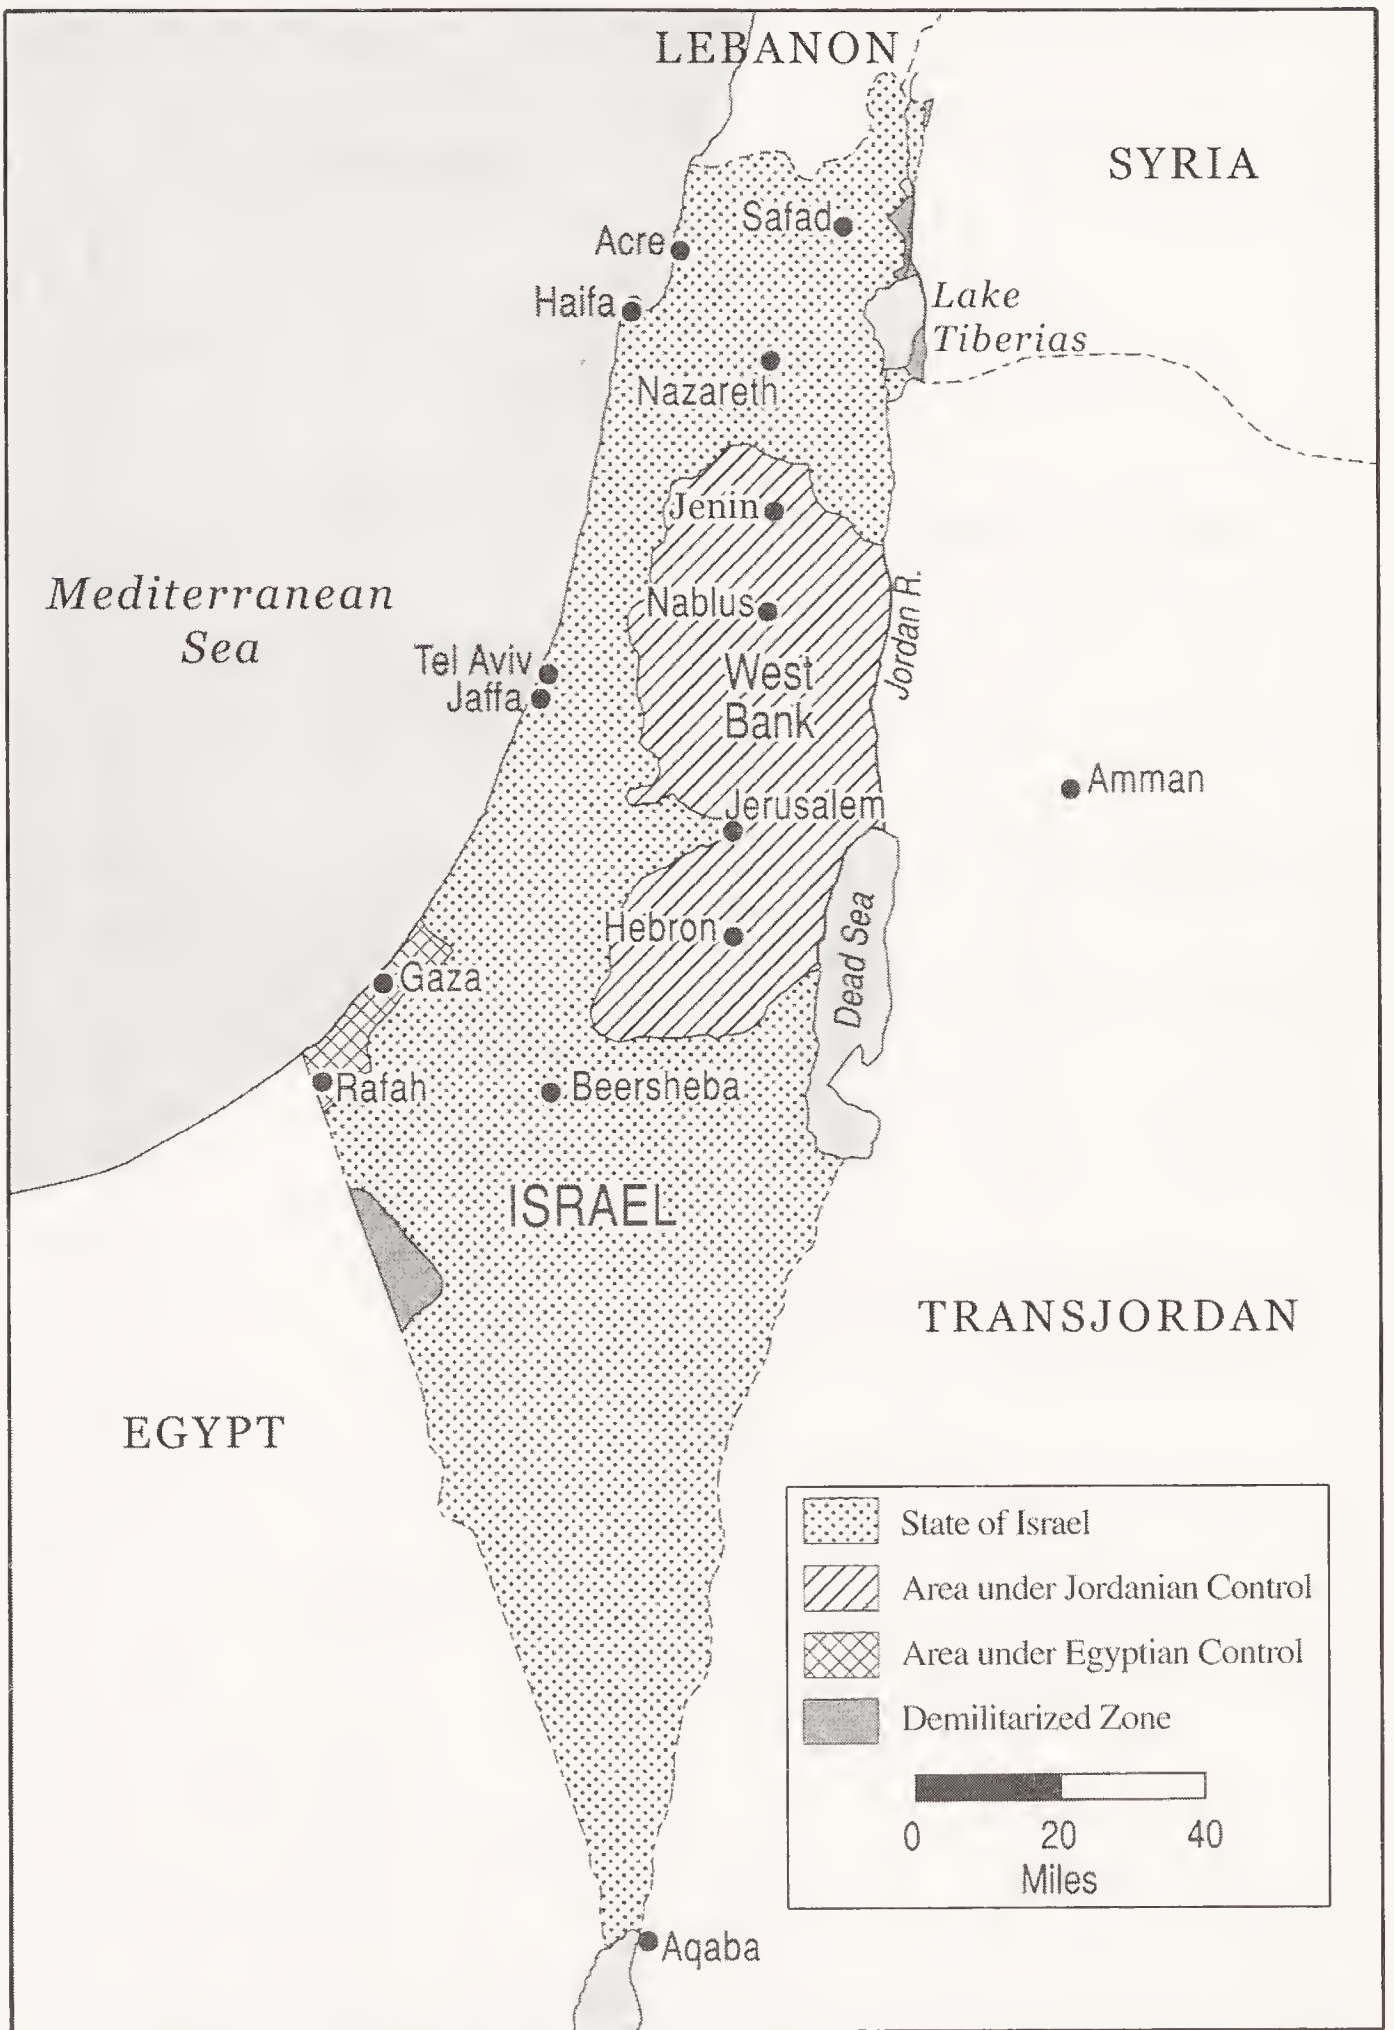 LEBANON
SYRIA
Safad
Acre
Haifa
Lake
Tiberias
Nazareth
Jenin
Mediterranean
Sea
Nablus
Jordan R.
Tel Aviv
Jaffa
West
Bank
Amman
Jerusalem
Hebron
Dead Sea
Gaza
Rafah
Beersheba
ISRAEL
TRANSJORDAN
EGYPT
State of Israel
Area under Jordanian Control
Area under Egyptian Control
Demilitarized Zone
0 20 40
Miles
Aqaba